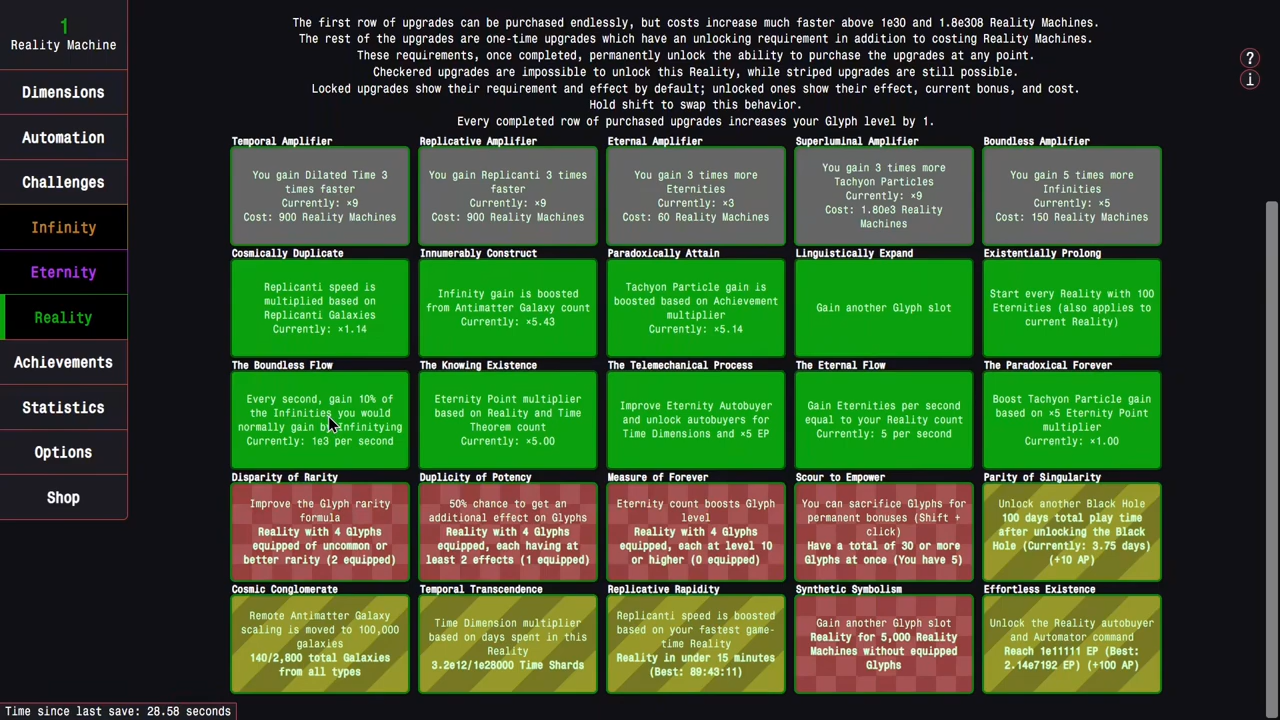 1
Reality Machine
Dimensions
Automation
Challenges
Infinity
Eternity
Reality
Achievements
Statistics
Options
Shop
The first row of upgrades can be purchased endlessly, but costs increase much faster above 1e30 and 1.8e308 Reality Machines.
The rest of the upgrades are one-time upgrades which have an unlocking requirement in addition to costing Reality Machines.
These requirements, once completed, permanently unlock the ability to purchase the upgrades at any point.
Checkered upgrades are impossible to unlock this Reality, while striped upgrades are still possible.
Locked upgrades show their requirement and effect by default; unlocked ones show their effect, current bonus, and cost.
Hold shift to swap this behavior.
Every completed row of purchased upgrades increases your Glyph level by 1.
?
i
Temporal Amplifier
You gain Dilated Time 3
times faster
Currently: ×9
Cost: 900 Reality Machines
Replicative Amplifier
You gain Replicanti 3 times
faster
Currently: ×9
Cost: 900 Reality Machines
Eternal Amplifier
You gain 3 times more
Eternities
Currently: ×3
Cost: 60 Reality Machines
Superluminal Amplifier
You gain 3 times more
Tachyon Particles
Currently: ×9
Cost: 1.80e3 Reality
Machines
Boundless Amplifier
You gain 5 times more
Infinities
Currently: ×5
Cost: 150 Reality Machines
Cosmically Duplicate
Replicanti speed is
multiplied based on
Replicanti Galaxies
Currently: ×1.14
Innumerably Construct
Infinity gain is boosted
from Antimatter Galaxy count
Currently: ×5.43
Paradoxically Attain
Tachyon Particle gain is
boosted based on Achievement
multiplier
Currently: ×5.14
Linguistically Expand
Gain another Glyph slot
Existentially Prolong
Start every Reality with 100
Eternities (also applies to
current Reality)
The Boundless Flow
Every second, gain 10% of
the Infinities you would
normally gain by Infinitying
Currently: 1e3 per second
The Knowing Existence
Eternity Point multiplier
based on Reality and Time
Theorem count
Currently: ×5.00
The Telemechanical Process
Improve Eternity Autobuyer
and unlock autobuyers for
Time Dimensions and ×5 EP
The Eternal Flow
Gain Eternities per second
equal to your Reality count
Currently: 5 per second
The Paradoxical Forever
Boost Tachyon Particle gain
based on ×5 Eternity Point
multiplier
Currently: ×1.00
Disparity of Rarity
Improve the Glyph rarity
formula
Reality with 4 Glyphs
equipped of uncommon or
better rarity (2 equipped)
Duplicity of Potency
50% chance to get an
additional effect on Glyphs
Reality with 4 Glyphs
equipped, each having at
least 2 effects (1 equipped)
Measure of Forever
Eternity count boosts Glyph
level
Reality with 4 Glyphs
equipped, each at level 10
or higher (0 equipped)
Scour to Empower
You can sacrifice Glyphs for
permanent bonuses (Shift +
click)
Have a total of 30 or more
Glyphs at once (You have 5)
Parity of Singularity
Unlock another Black Hole
100 days total play time
after unlocking the Black
Hole (Currently: 3.75 days)
(+10 AP)
Cosmic Conglomerate
Remote Antimatter Galaxy
scaling is moved to 100,000
galaxies
140/2,800 total Galaxies
from all types
Temporal Transcendence
Time Dimension multiplier
based on days spent in this
Reality
3.2e12/1e28000 Time Shards
Replicative Rapidity
Replicanti speed is boosted
based on your fastest game-
time Reality
Reality in under 15 minutes
(Best: 89:43:11)
Synthetic Symbolism
Gain another Glyph slot
Reality for 5,000 Reality
Machines without equipped
Glyphs
Effortless Existence
Unlock the Reality autobuyer
and Automator command
Reach 1e11111 EP (Best:
2.14e7192 EP) (+100 AP)
Time since last save: 28.58 seconds